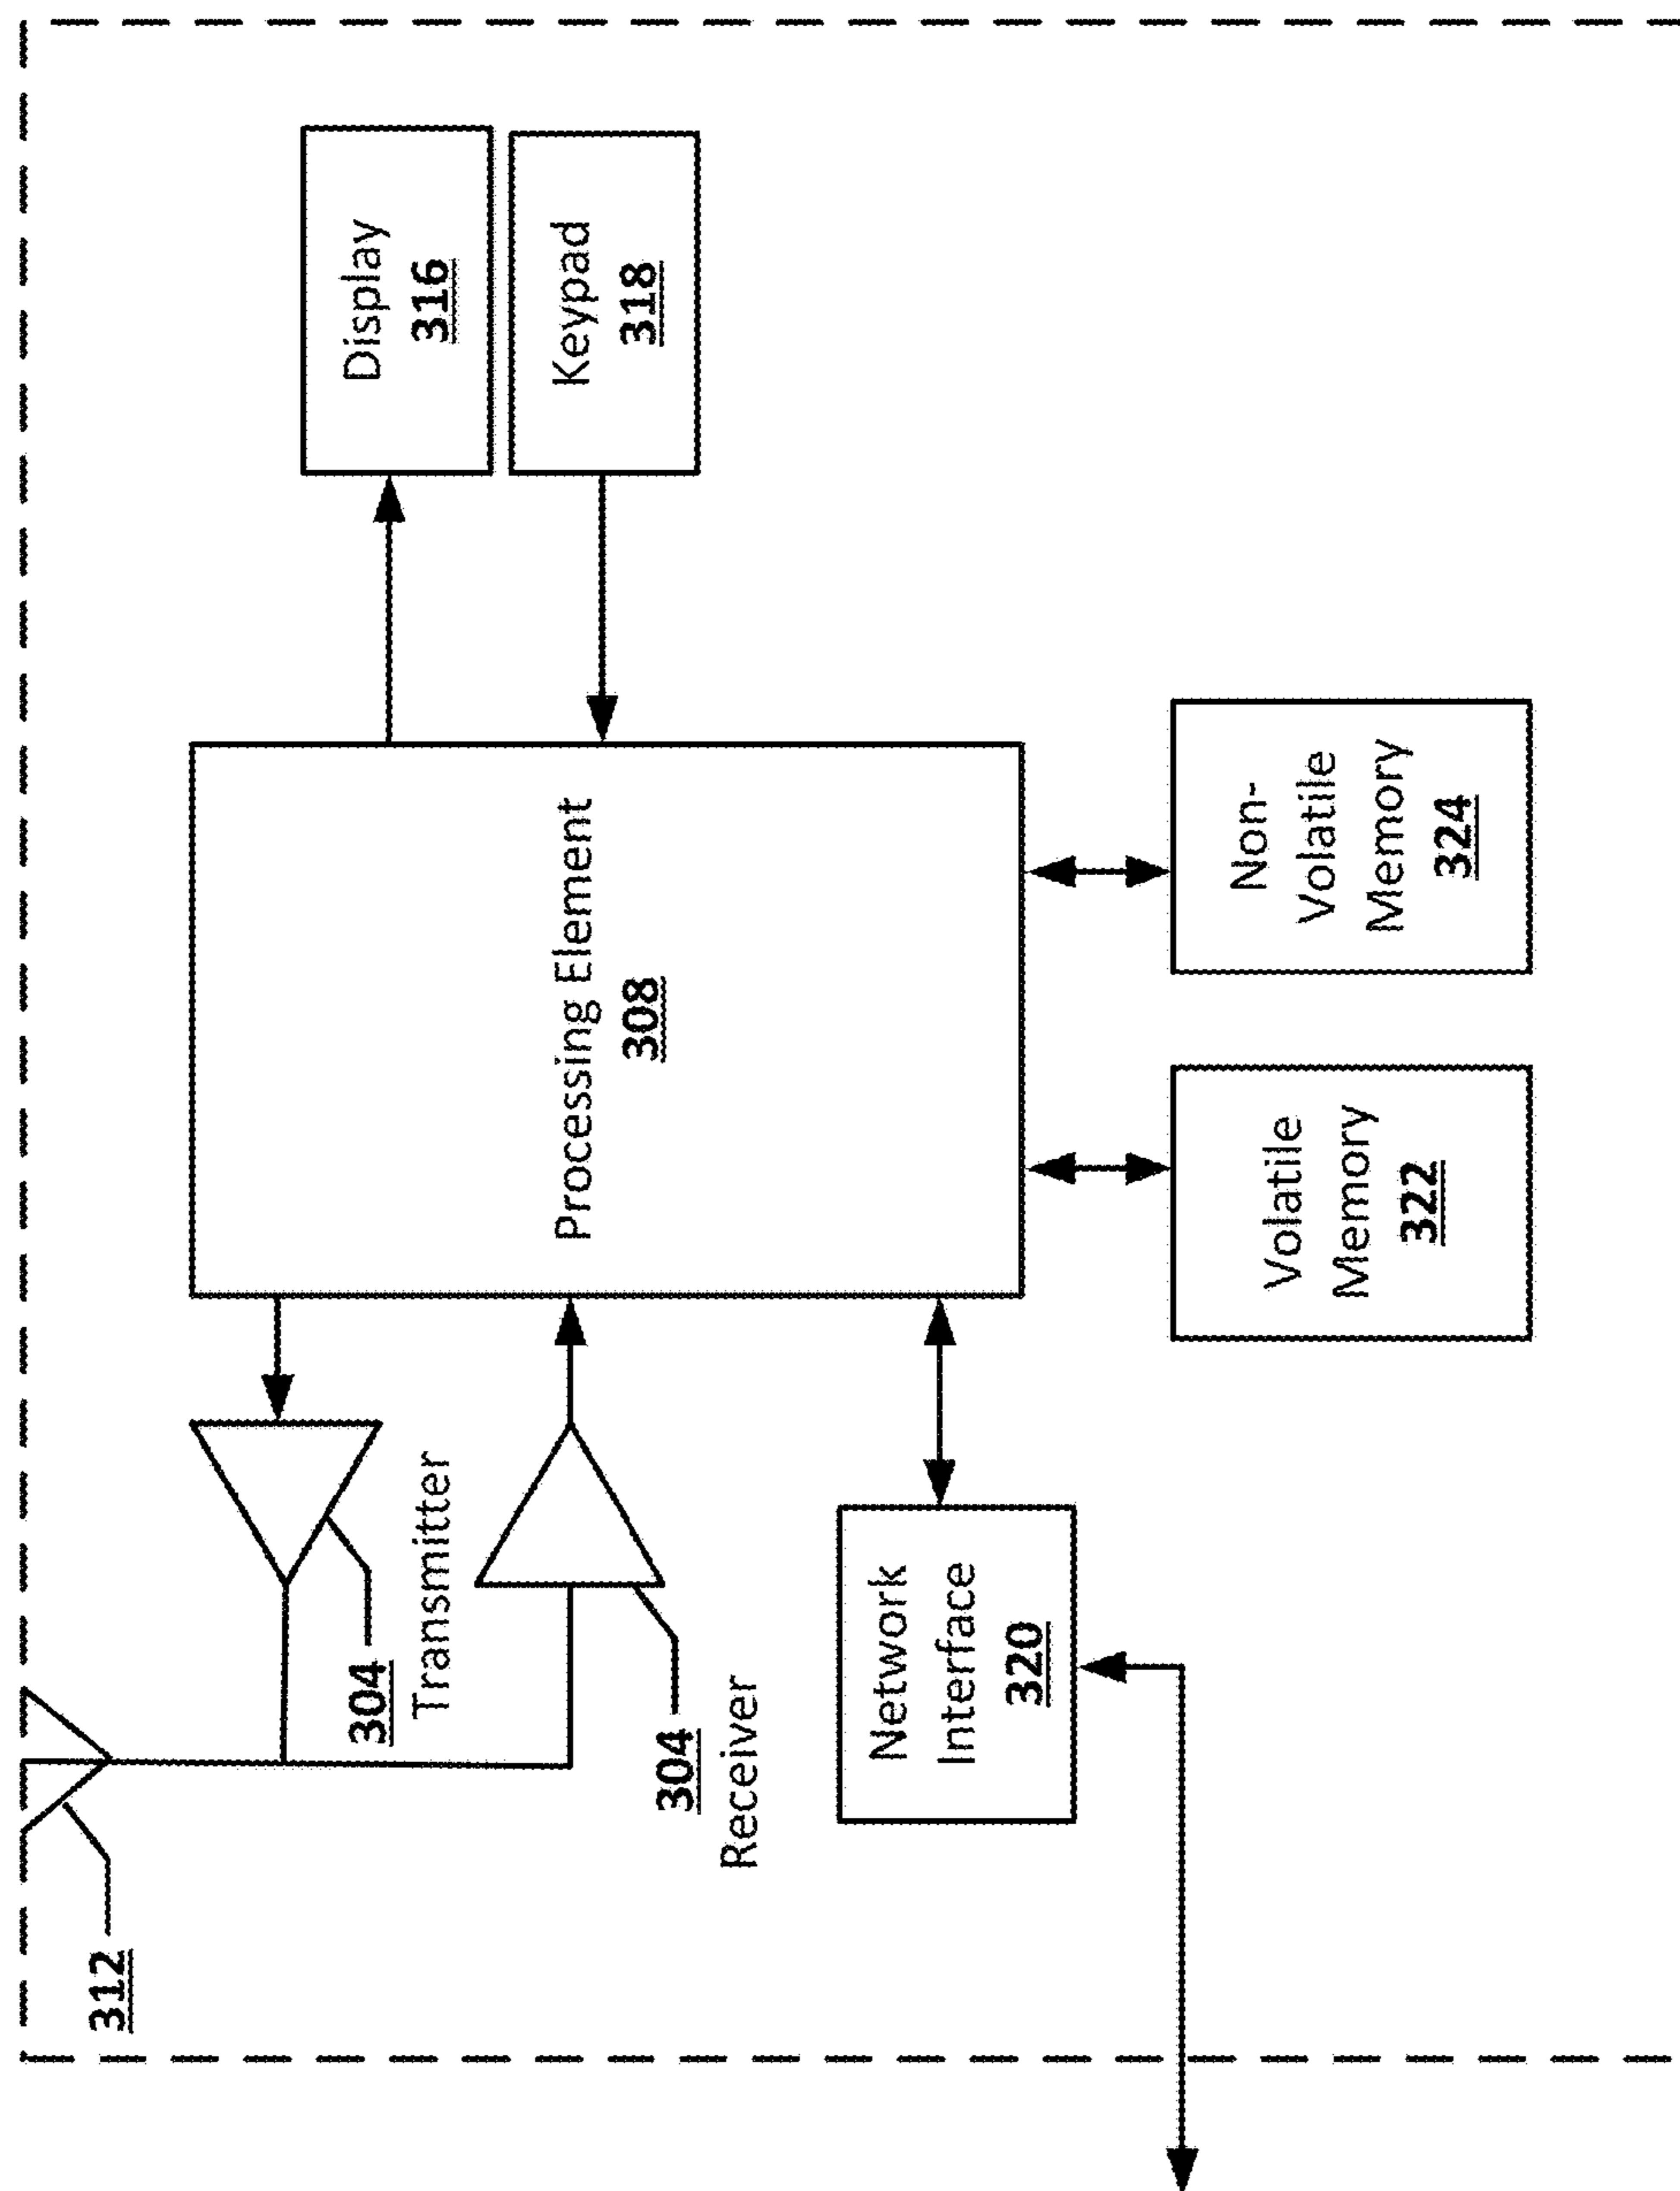 312
304
Transmitter
304
Receiver
Network
Interface
320
Processing Element
308
Volatile
Memory
322
Non-
Volatile
Memory
324
Display
316
Keypad
318